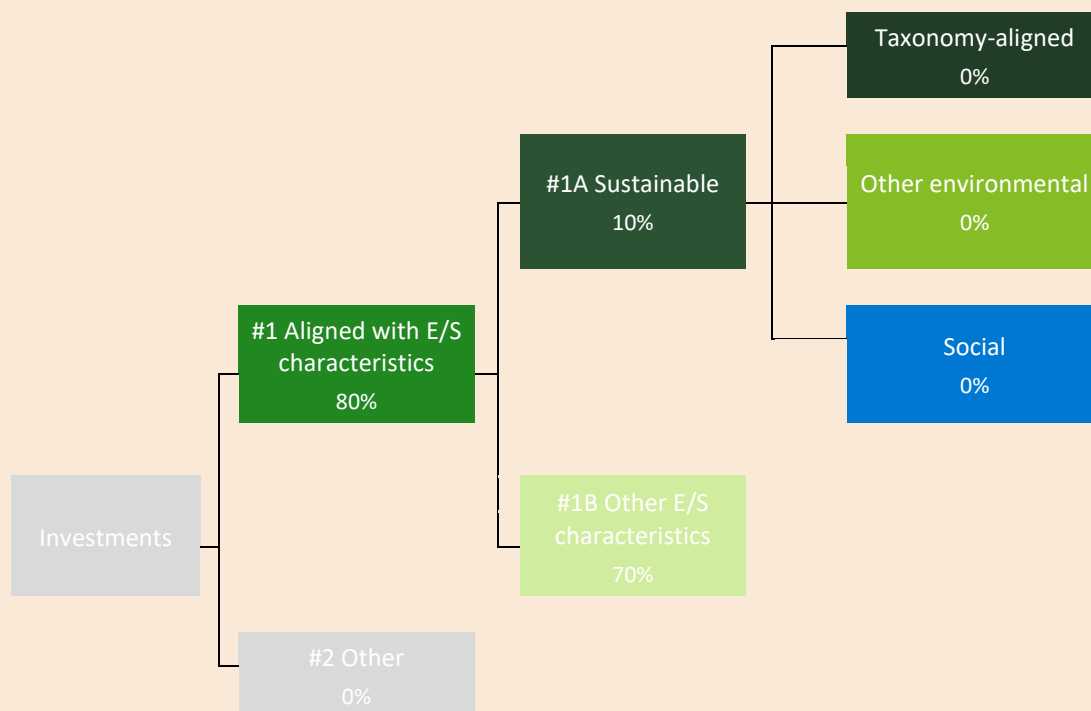 Taxonomy-aligned
0%
#1A Sustainable
10%
Other environmental
0%
#1 Aligned with E/S
characteristics
80%
Social
0%
Investments
#1B Other E/S
characteristics
70%
#2 Other
0%